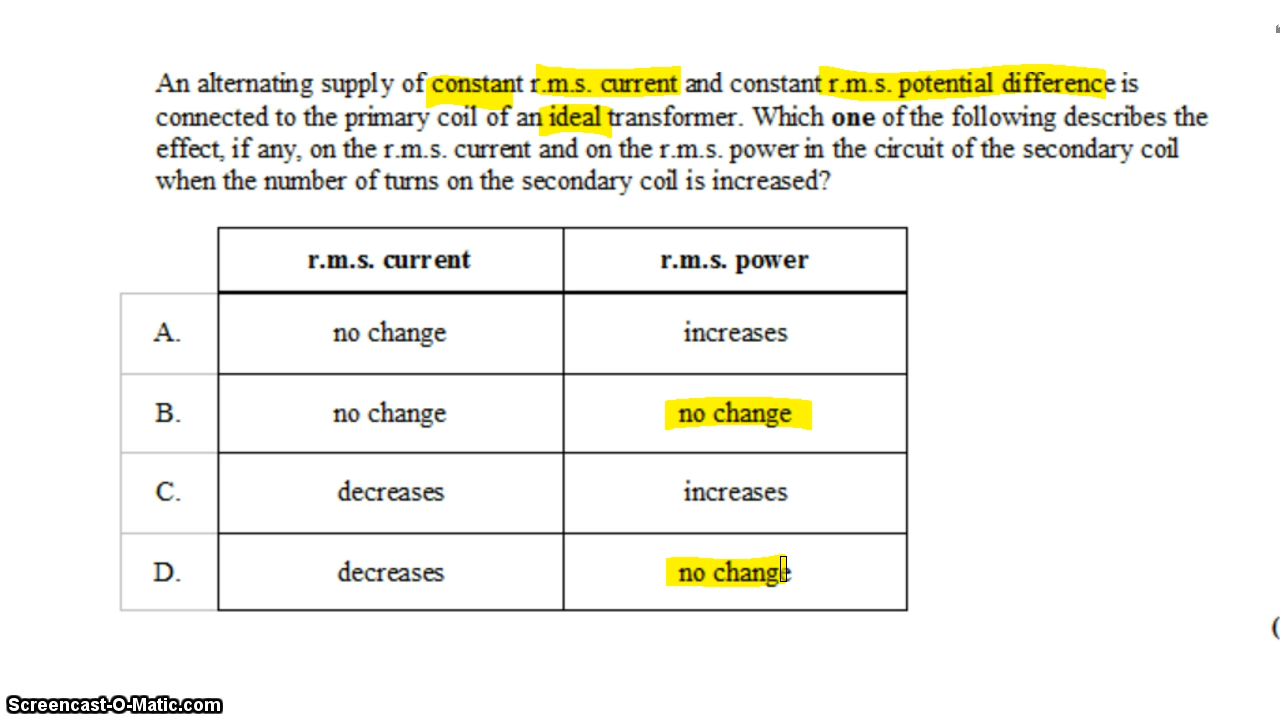 An alternating supply of constant r.m.s. current and constant r.m.s. potential difference is
connected to the primary coil of an ideal transformer. Which one of the following describes the
effect, if any, on the r.m.s. current and on the r.m.s. power in the circuit of the secondary coil
when the number of turns on the secondary coil is increased?
r.m.s. current r.m.s. power
A. no change increases
B. no change no change
C. decreases increases
D. decreases no change
(
Screencast-O-Matic.com